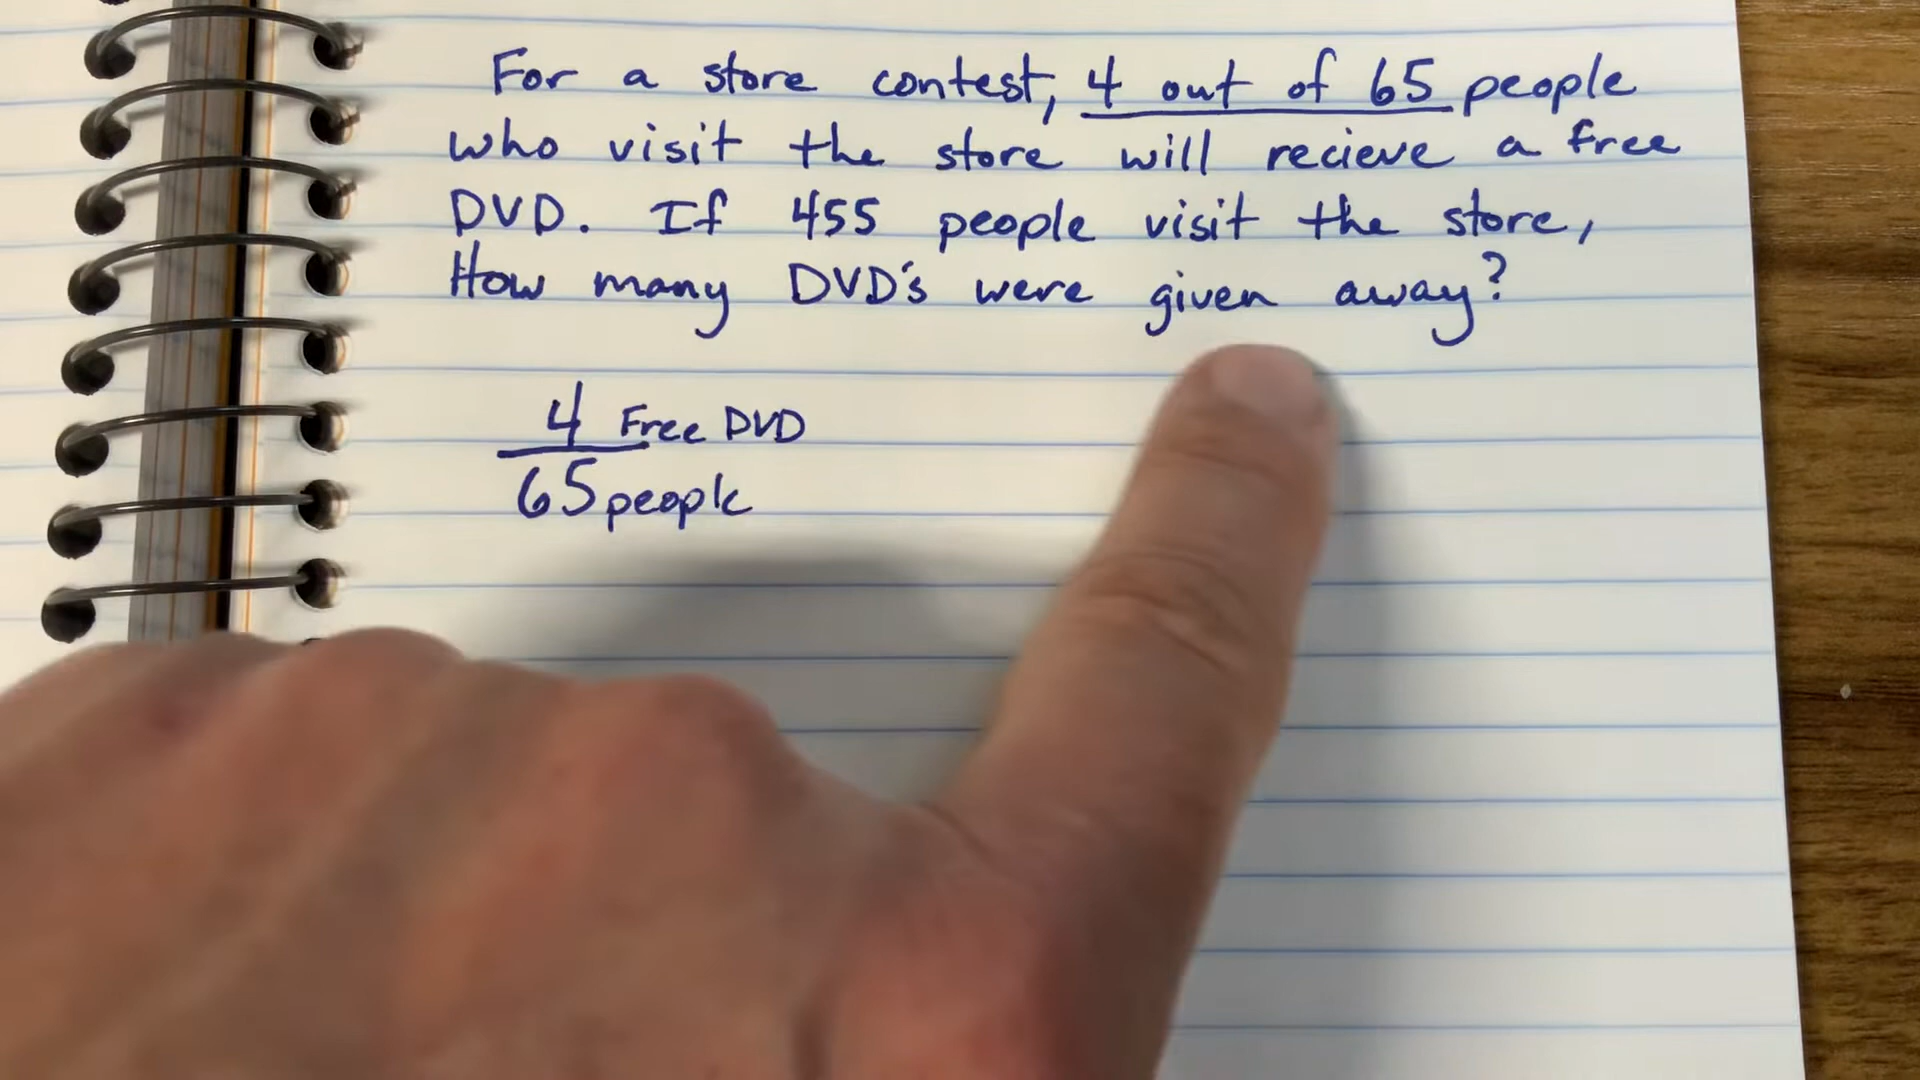 For a store contest, 4 out of 65 people
who visit the store will recieve a free
DVD. If 455 people visit the store,
How many DVD's were given away?
4 Free DVD
65 people